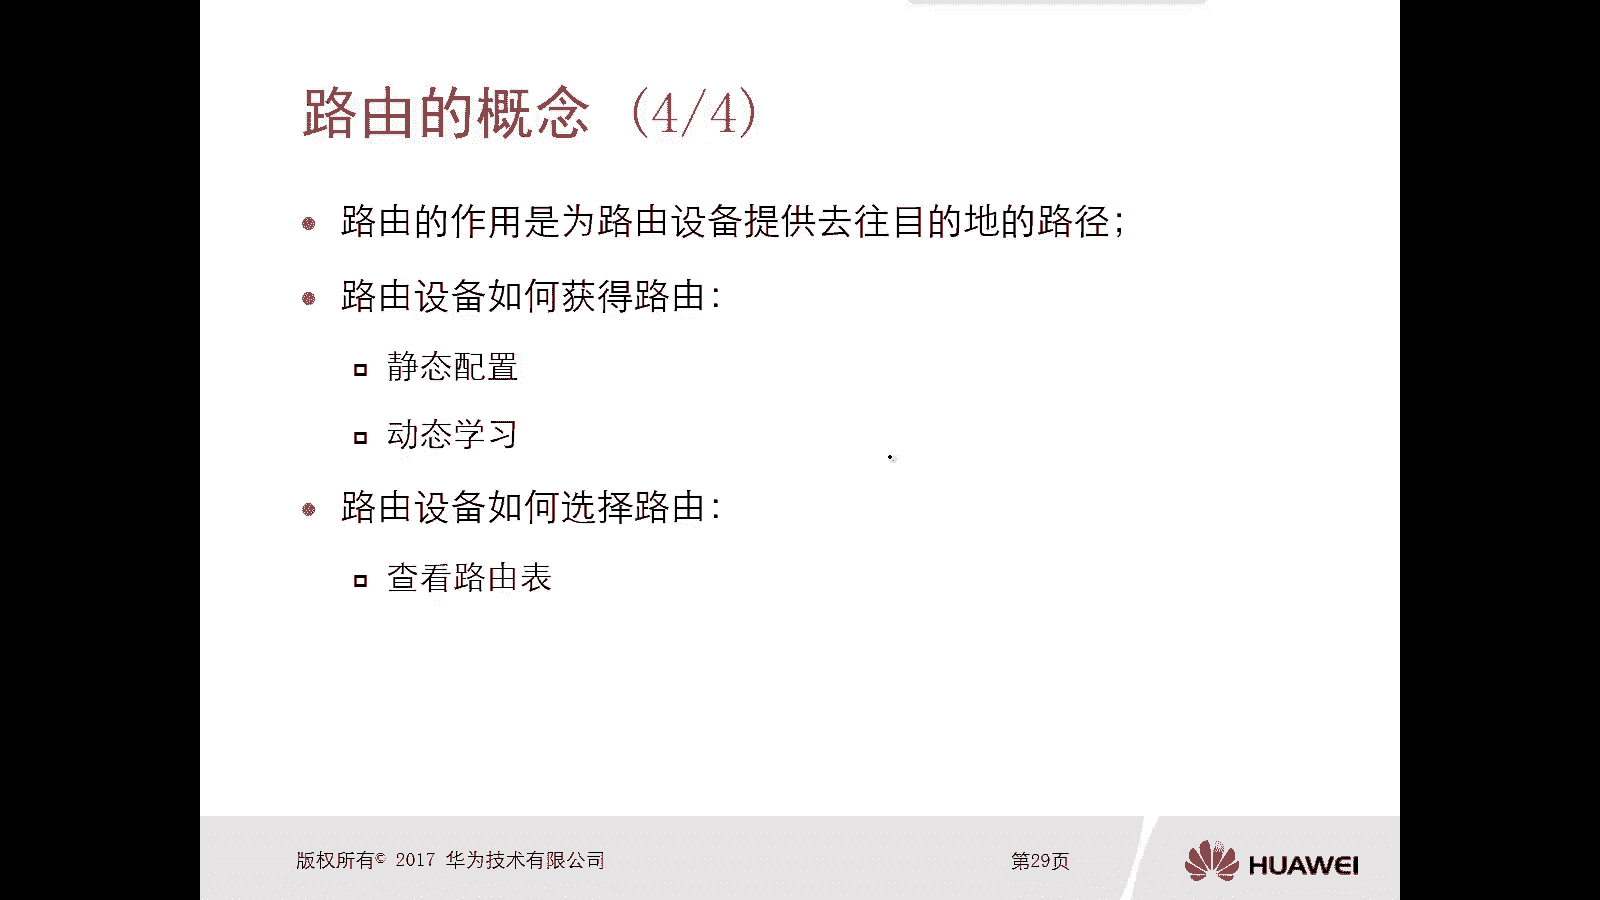 路由的概念 (4/4)
路由的作用是为路由设备提供去往目的地的路径;
路由设备如何获得路由:
静态配置
动态学习
路由设备如何选择路由:
查看路由表
版权所有© 2017 华为技术有限公司
第29页
HUAWEI